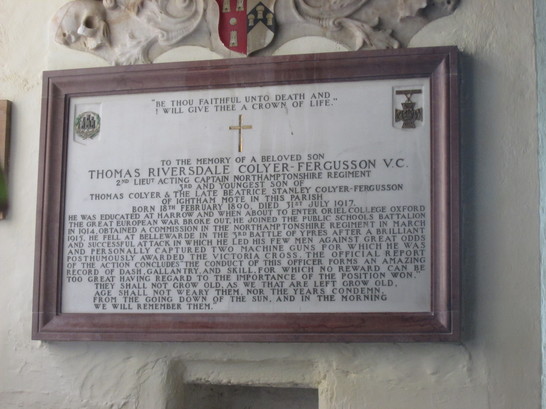 "BE THOU FAITHFUL UNTO DEATH AND
I WILL GIVE THEE A CROWN OF LIFE."
TO THE MEMORY OF A BELOVED SON
THOMAS RIVERSDALE COLYER-FERGUSSON V.C.
2ND LIEUT ACTING CAPTAIN NORTHAMPTONSHIRE REGIMENT
3RD AND YOUNGEST SON OF
THOMAS COLYER & THE LATE BEATRICE STANLEY COLYER-FERGUSSON
OF IGHTHAM MOTE IN THIS PARISH
BORN 18TH FEBRUARY 1800, DIED 31ST JULY 1917.
HE WAS EDUCATED AT HARROW AND WHEN ABOUT TO ENTER ORIEL COLLEGE OXFORD
THE GREAT EUROPEAN WAR BROKE OUT. HE JOINED THE PUBLIC SCHOOLS BATTALION
IN 1914, OBTAINED A COMMISSION IN THE NORTHAMPTONSHIRE REGIMENT IN MARCH
1915. HE FELL AT BELLEWARDE IN THE 3RD BATTLE OF YPRES AFTER A BRILLIANT
AND SUCCESSFUL ATTACK IN WHICH HE LED HIS FEW MEN AGAINST GREAT ODDS
AND PERSONALLY CAPTURED TWO MACHINE GUNS FOR WHICH HE WAS
POSTHUMOUSLY AWARDED THE VICTORIA CROSS. THE OFFICIAL REPORT
OF THE ACTION CONCLUDES THE CONDUCT OF THIS OFFICER FORMS AN AMAZING
RECORD OF DASH, GALLANTRY, AND SKILL, FOR WHICH NO REWARD CAN BE
TOO GREAT HAVING REGARD TO THE IMPORTANCE OF THE POSITION WON.
"THEY SHALL NOT GROW OLD, AS WE THAT ARE LEFT GROW OLD,
AGE SHALL NOT WEARY THEM, NOR THE YEARS CONDEMN,
FROM THE GOING DOWN OF THE SUN, AND IN THE MORNING
WE WILL REMEMBER THEM."